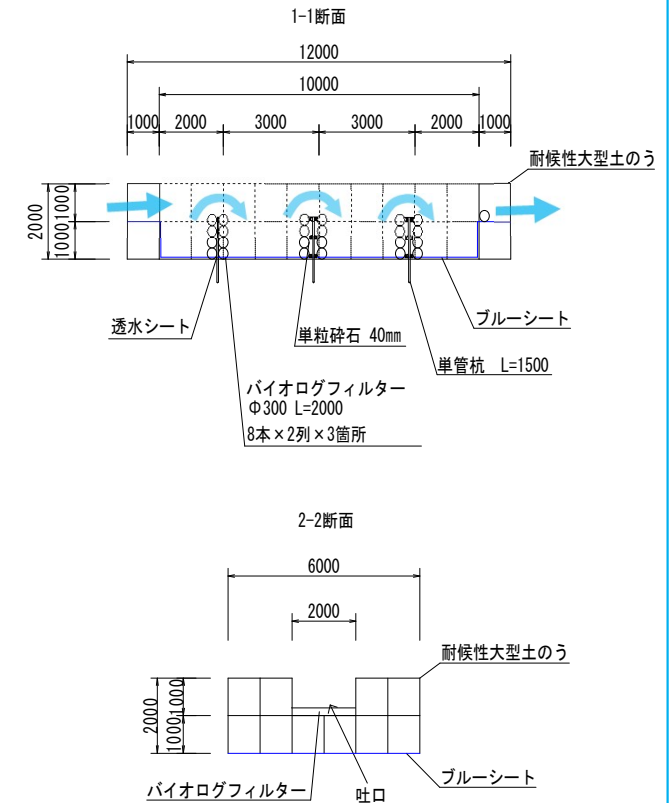 1-1断面
12000
10000
1000
2000
3000
3000
2000
1000
耐候性大型土のう
2000
1000
1000
透水シート
単粒砕石 40mm
ブルーシート
単管杭 L=1500
バイオログフィルター
Φ300 L=2000
8本×2列×3箇所
2-2断面
6000
2000
耐候性大型土のう
2000
1000
1000
バイオログフィルター
吐口
ブルーシート